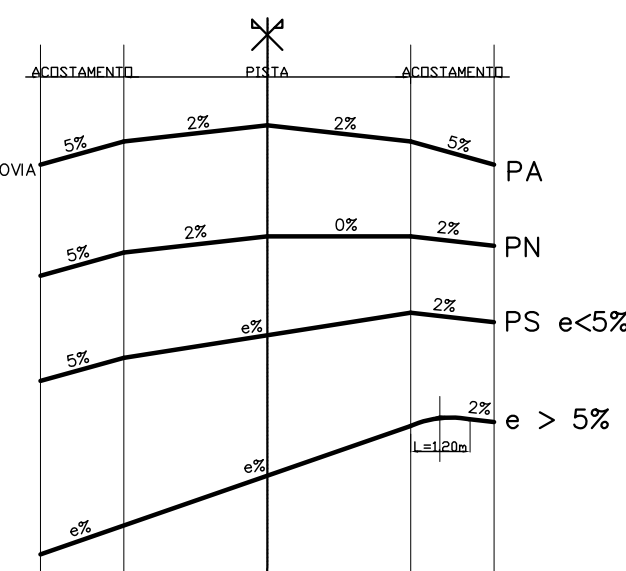 ACOSTAMENTO PISTA ACOSTAMENTO
5% 2% 2% 5%
OVIA PA
5% 2% 0% 2% PN
5% e% 2% PS e<5%
e% e% 2% e > 5%
L=1,20m